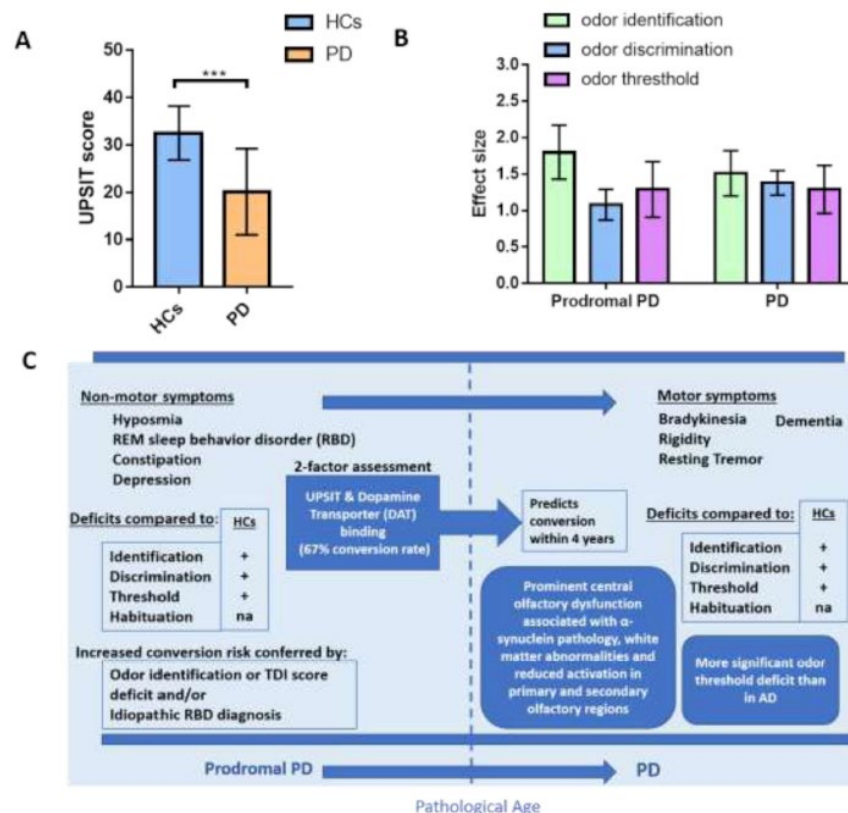 A
HCs
PD
***
UPSIT score
50
40
30
20
10
0
HCs
PD
B
odor identification
odor discrimination
odor thresthold
Effect size
3.0
2.5
2.0
1.5
1.0
0.5
0.0
Prodromal PD
PD
C
Non-motor symptoms
Hyposmia
REM sleep behavior disorder (RBD)
Constipation
Depression
Motor symptoms
Bradykinesia Dementia
Rigidity
Resting Tremor
2-factor assessment
UPSIT & Dopamine
Transporter (DAT)
binding
(67% conversion rate)
Predicts
conversion
within 4 years
Deficits compared to: HCs
Identification +
Discrimination +
Threshold +
Habituation na
Deficits compared to: HCs
Identification +
Discrimination +
Threshold +
Habituation na
Increased conversion risk conferred by:
Odor identification or TDI score
deficit and/or
Idiopathic RBD diagnosis
Prominent central
olfactory dysfunction
associated with α-
synuclein pathology, white
matter abnormalities and
reduced activation in
primary and secondary
olfactory regions
More significant odor
threshold deficit than
in AD
Prodromal PD
PD
Pathological Age